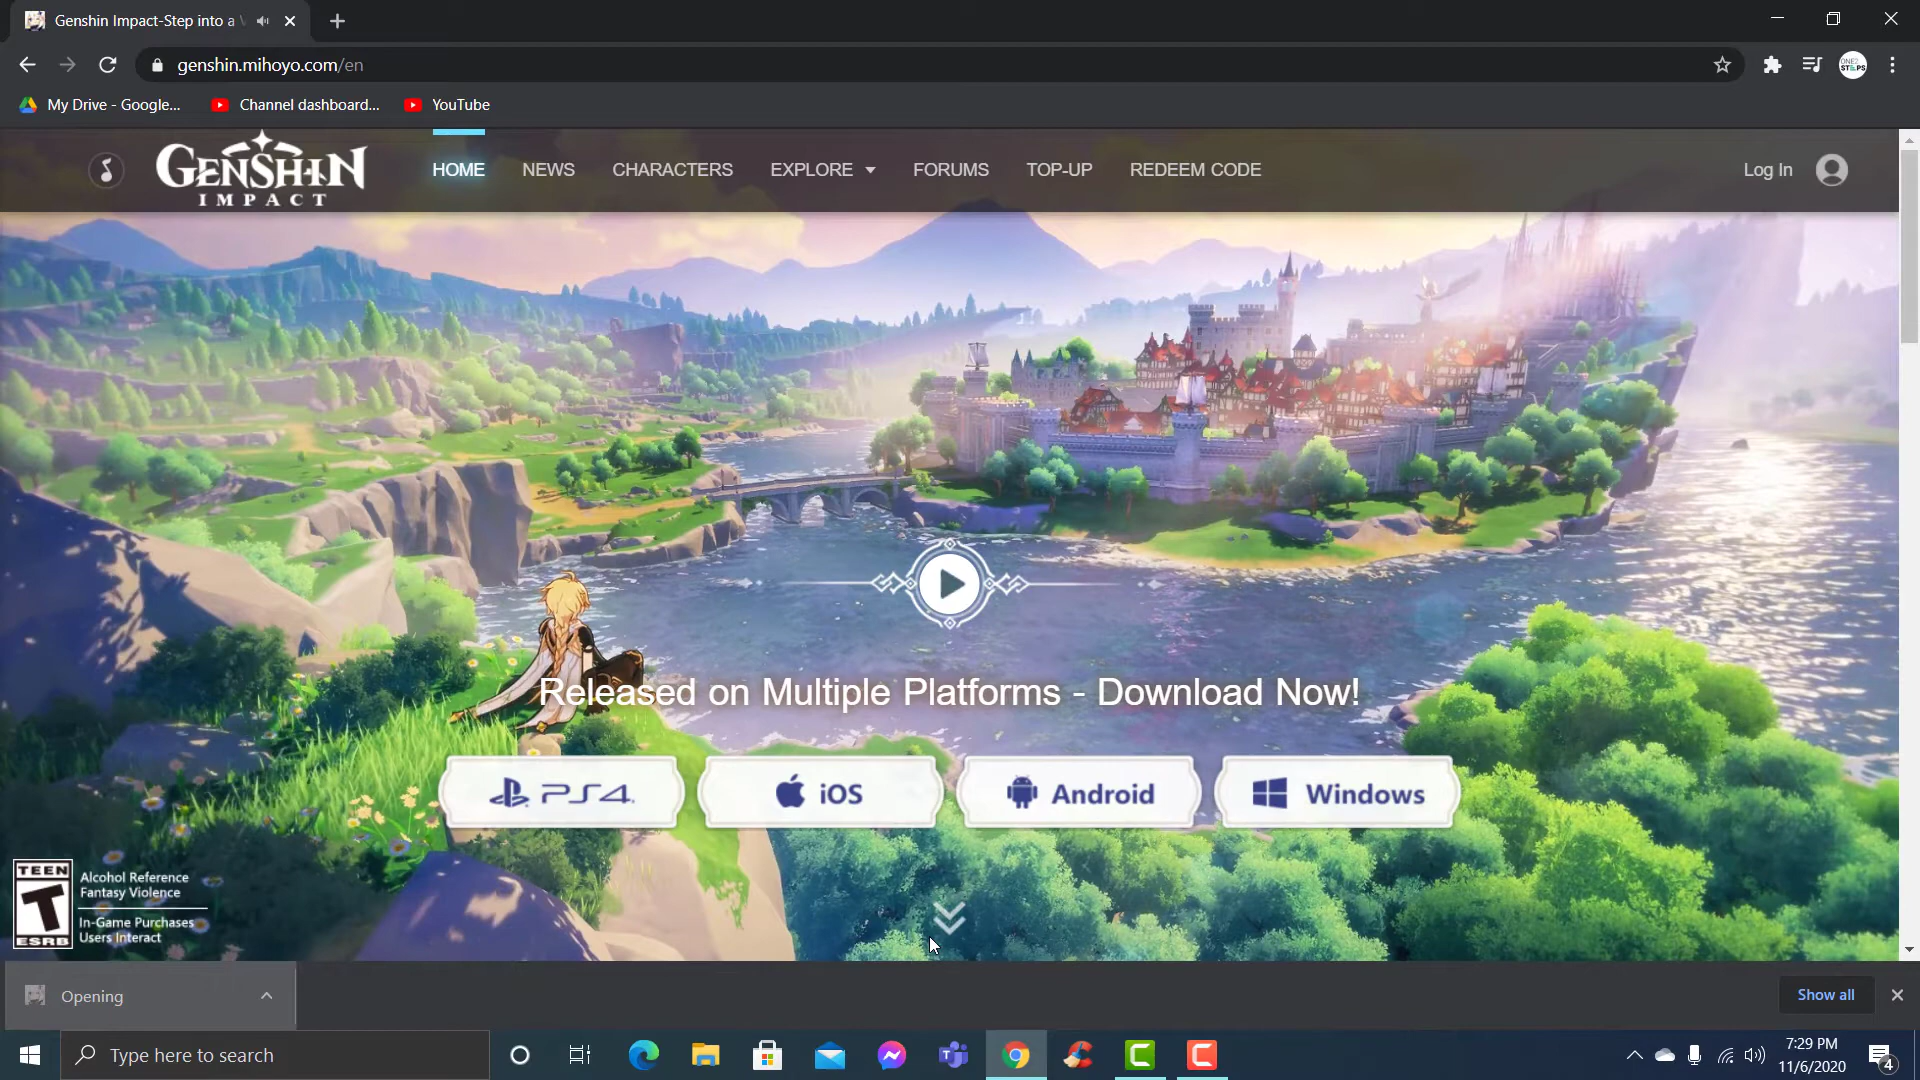 Genshin Impact-Step into a
genshin.mihoyo.com/en
My Drive - Google...
Channel dashboard...
YouTube
GENSHIN
IMPACT
HOME
NEWS
CHARACTERS
EXPLORE
FORUMS
TOP-UP
REDEEM CODE
Log In
Released on Multiple Platforms - Download Now!
PS4
iOS
Android
Windows
TEEN
T
ESRB
Alcohol Reference
Fantasy Violence
In-Game Purchases
Users Interact
Opening
Show all
Type here to search
7:29 PM
11/6/2020
4